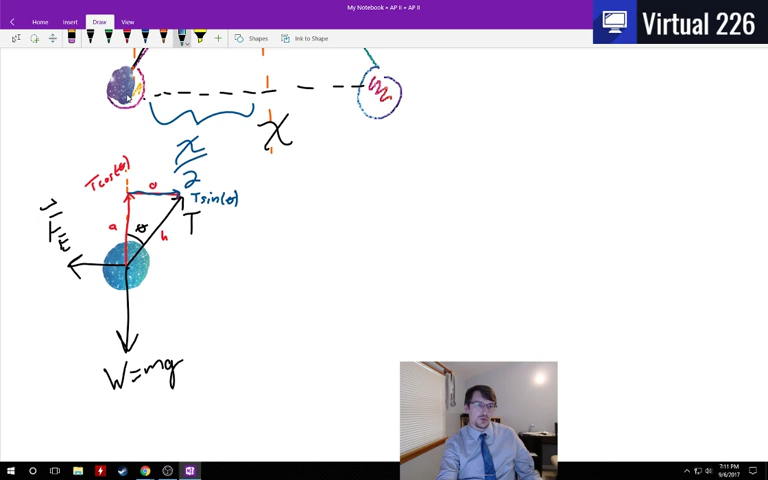 My Notebook • AP II • AP II
Virtual 226
Home Insert Draw View
Shapes Ink to Shape
x
x
2
Tcos(θ)
o
Tsin(θ)
T
F_E
a
θ
h
W=mg
7:11 PM
9/6/2017